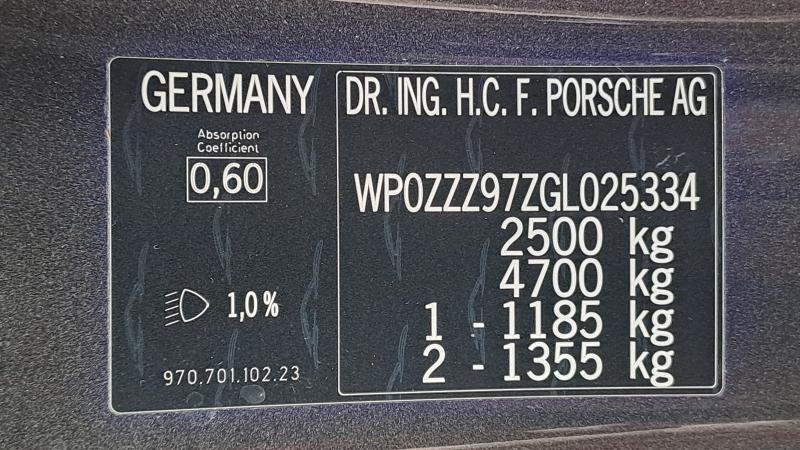 GERMANY
Absorption
Coefficient
0,60
1,0%
970.701.102.23
DR. ING. H.C. F. PORSCHE AG
WP0ZZZ97ZGL025334
2500 kg
4700 kg
1 - 1185 kg
2 - 1355 kg